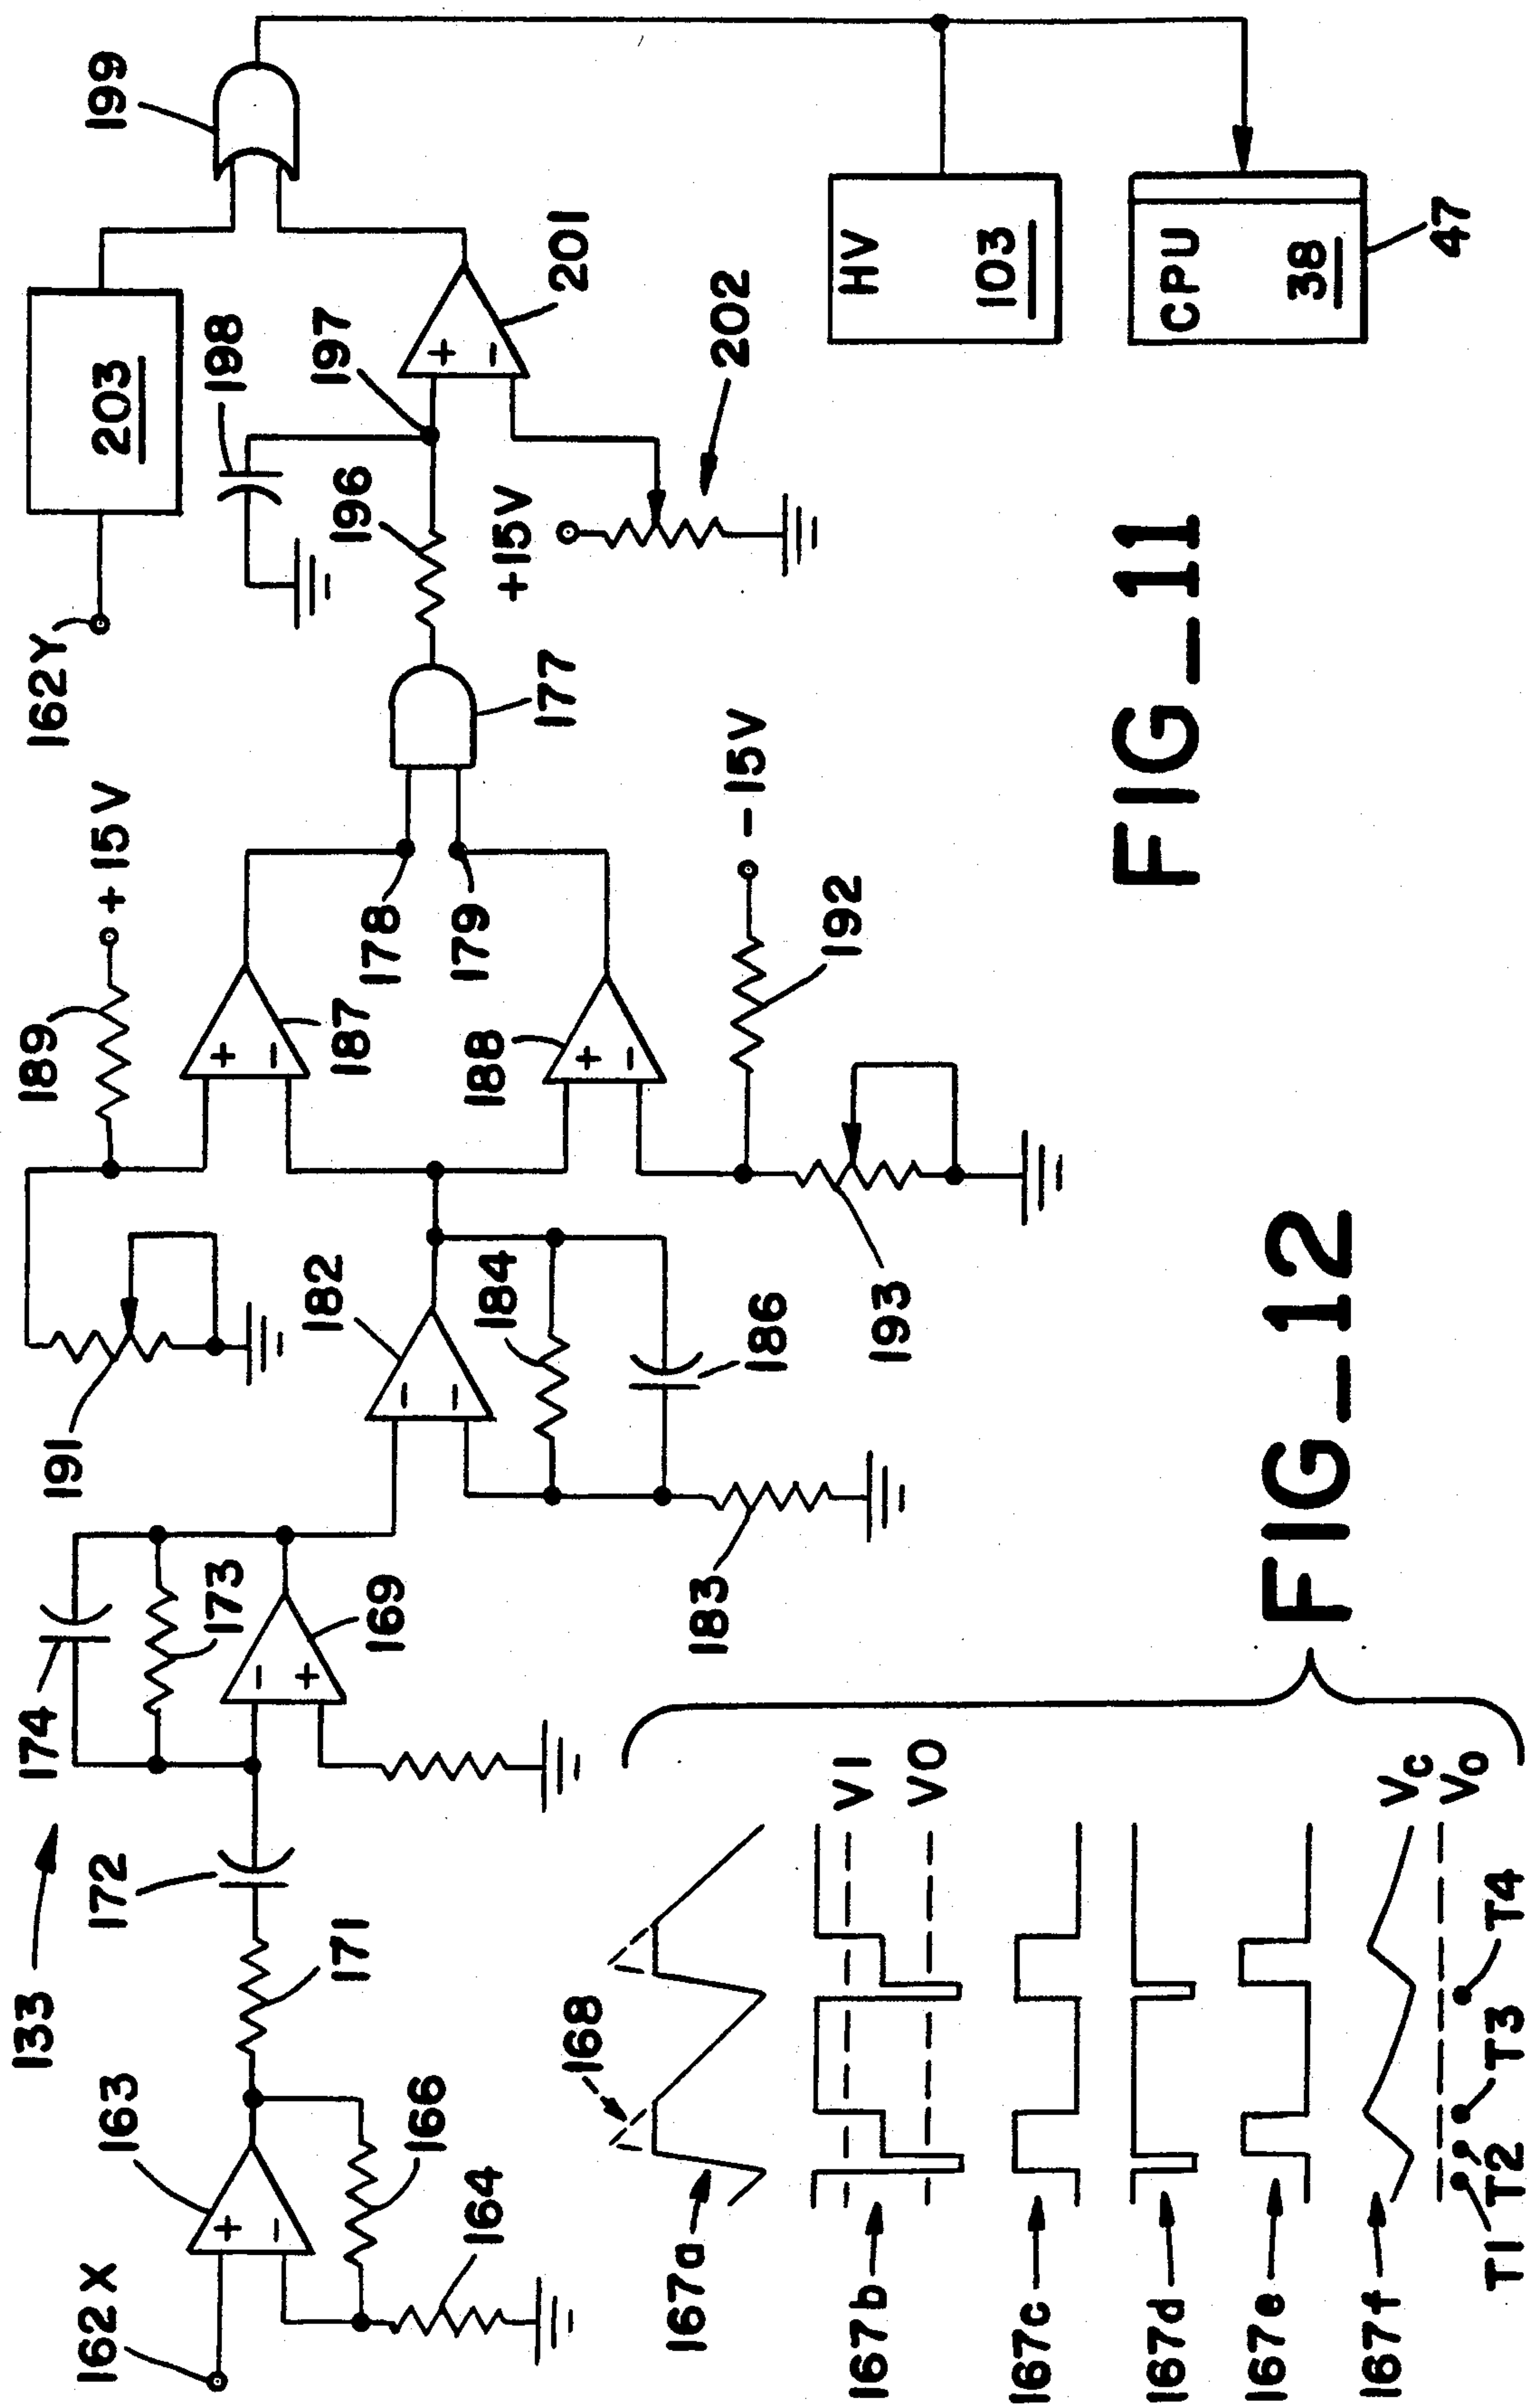 162 X
163
164
166
133
171
172
174
173
-
+
169
183
191
182
-
-
184
186
189
+15V
+
-
187
188
+
-
193
192
-15V
178
179
177
162Y
203
198
196
197
+15V
+
-
201
202
199
HV
103
CPU
38
47
FIG_11
167a
168
167b
V1
V0
167c
167d
167e
167f
Vc
Vo
T1
T2
T3
T4
FIG_12
+
-